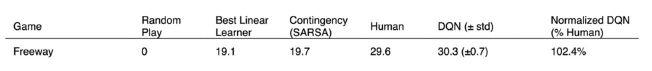 Game Random Play Best Linear Learner Contingency (SARSA) Human DQN (± std) Normalized DQN (% Human)
Freeway 0 19.1 19.7 29.6 30.3 (±0.7) 102.4%